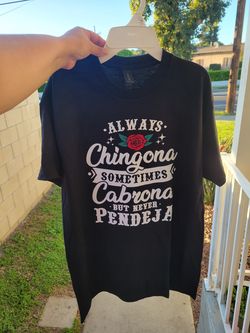 ALWAYS
Chingona
SOMETIMES
Cabrona
BUT NEVER
PENDEJA